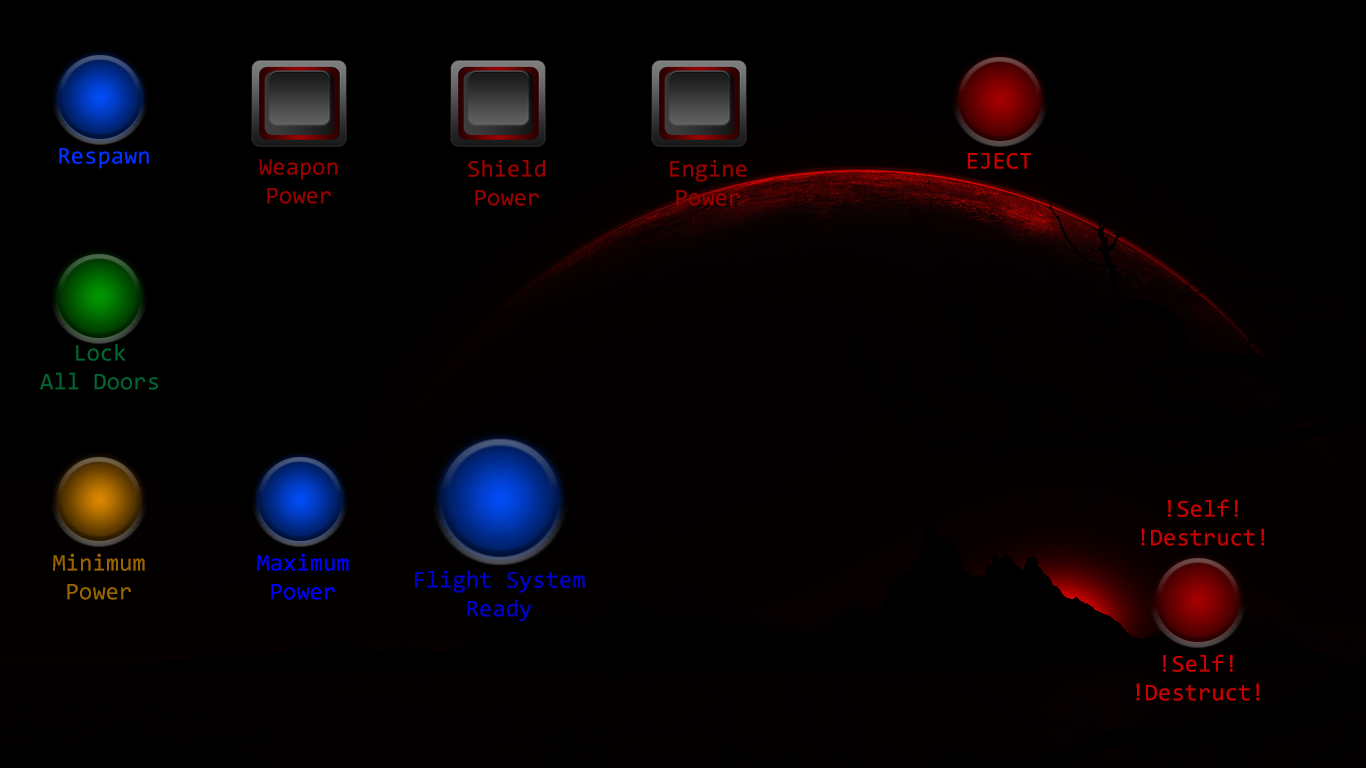 Respawn
Weapon
Power
Shield
Power
Engine
Power
EJECT
Lock
All Doors
Minimum
Power
Maximum
Power
Flight System
Ready
!Self!
!Destruct!
!Self!
!Destruct!